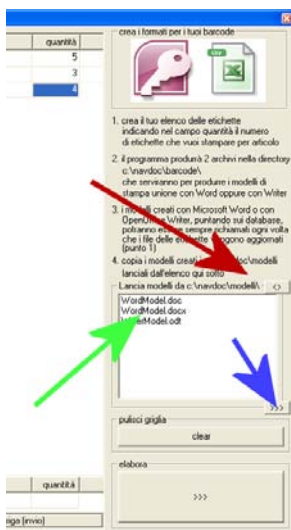 quantità
5
3
4
crea i formati per i tuoi barcode
1. crea il tuo elenco delle etichette
indicando nel campo quantità il numero
di etichette che vuoi stampare per articolo
2. il programma produrrà 2 archivi nella directory
c:\navdoc\barcode\
che serviranno per produrre i modelli di
stampa unione con Word oppure con Writer
3. i modelli creati con Microsoft Word o con
OpenOffice Writer, puntando sui database,
potranno essere sempre richiamati ogni volta
che i file delle etichette vengono aggiornati
(punto 1)
4. copia i modelli creati in c:\navdoc\modelli
lanciali dall'elenco qui sotto
Lancia modelli da c:\navdoc\modelli\
<>
WordModel.doc
WordModel.docx
WriterModel.odt
>>>
pulisci griglia
clear
elabora
>>>
quantità
riga (invio)